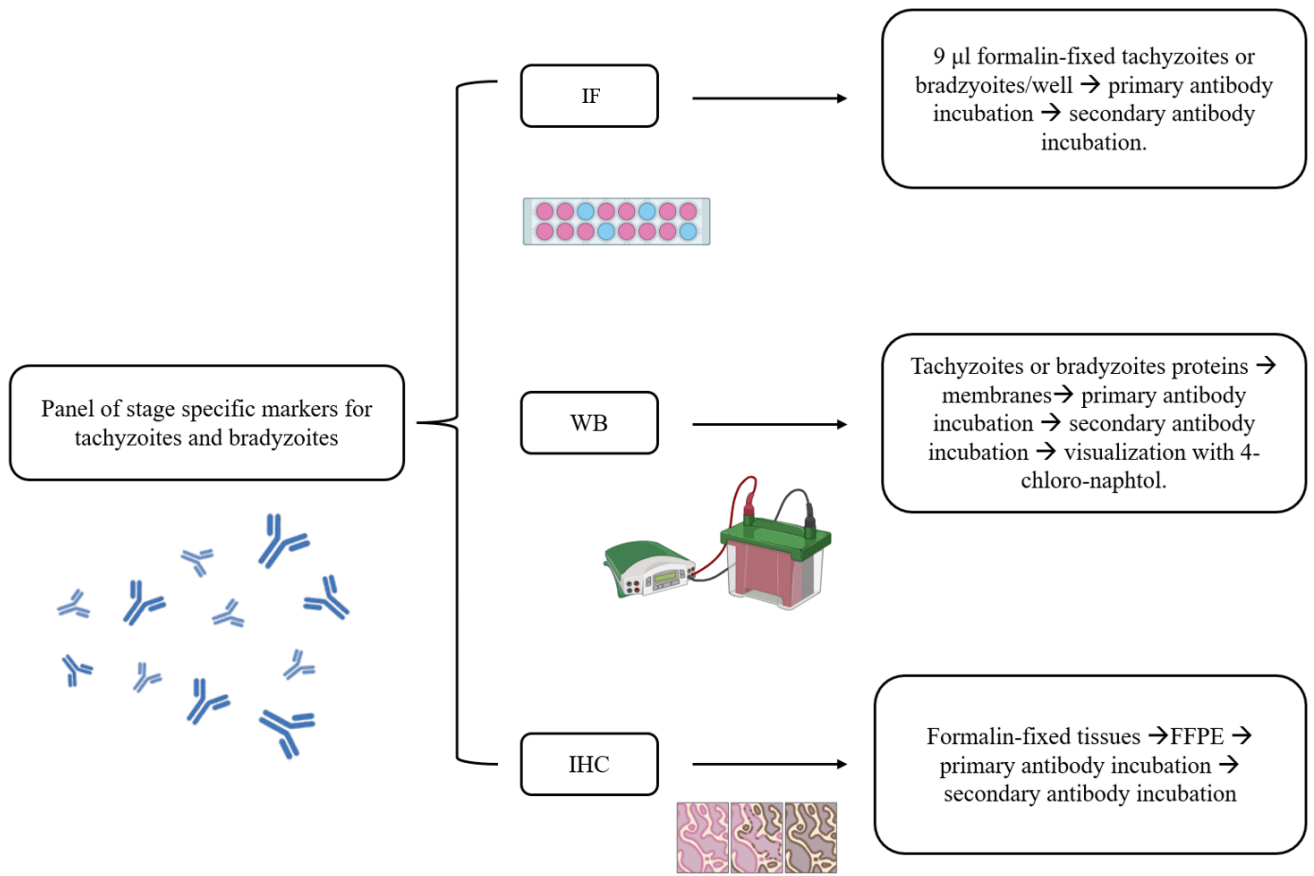 IF
9 µl formalin-fixed tachyzoites or
bradzyoites/well → primary antibody
incubation → secondary antibody
incubation.
Panel of stage specific markers for
tachyzoites and bradyzoites
WB
Tachyzoites or bradyzoites proteins →
membranes→ primary antibody
incubation → secondary antibody
incubation → visualization with 4-
chloro-naphtol.
IHC
Formalin-fixed tissues →FFPE →
primary antibody incubation →
secondary antibody incubation